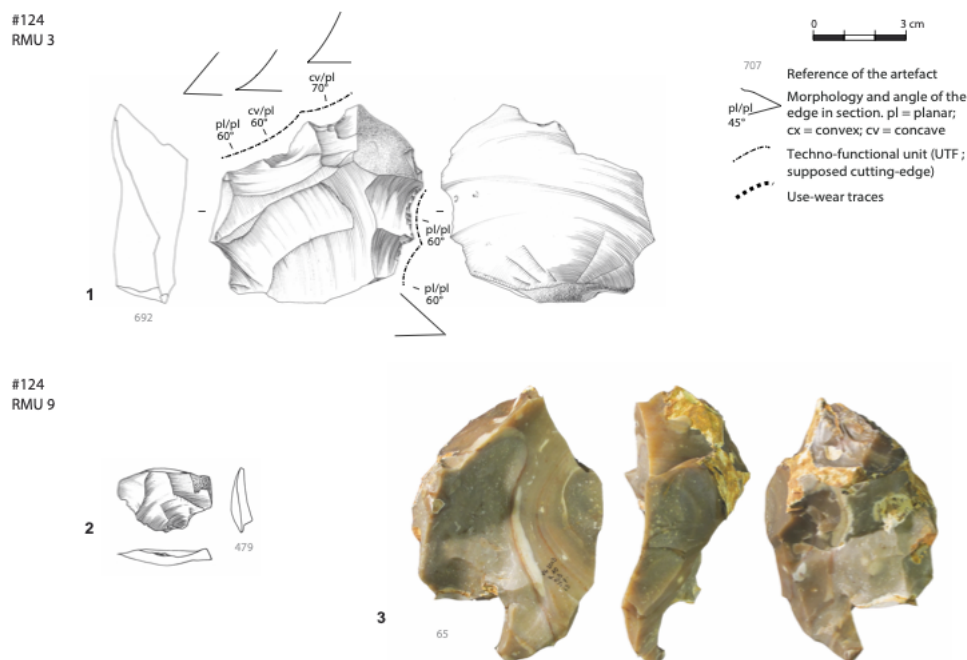 #124
RMU 3
0 3 cm
707
Reference of the artefact
pl/pl
45°
Morphology and angle of the
edge in section. pl = planar;
cx = convex; cv = concave
Techno-functional unit (UTF ;
supposed cutting-edge)
Use-wear traces
cv/pl
70°
cv/pl
60°
pl/pl
60°
pl/pl
60°
pl/pl
60°
1
692
#124
RMU 9
2
479
3
65